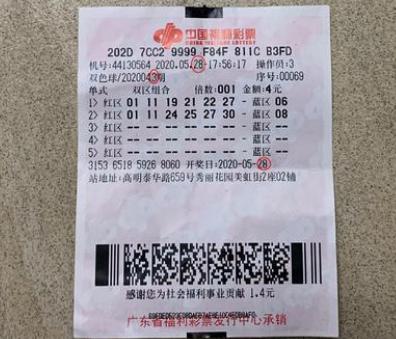 中国福利彩票
CHINA WELFARE LOTTERY
202D 7CC2 9999 F84F 811C B3FD
机号:44130564 2020.05.28-17:56:17 操作员:3
双色球/2020043期 序号:00069
单式 双区组合 倍数001 金额:4元
1> 红区 01 11 19 21 22 27 -蓝区 06
2> 红区 01 11 24 25 27 30 -蓝区 08
3> 红区 -- -- -- -- -- -- -蓝区 --
4> 红区 -- -- -- -- -- -- -蓝区 --
5> 红区 -- -- -- -- -- -- -蓝区 --
3153 6518 5926 8060 开奖日:2020-05-28
站地址:高明泰华路659号秀丽花园美虹街2座02铺
感谢您为社会福利事业贡献 1.4元
广东省福利彩票发行中心承销